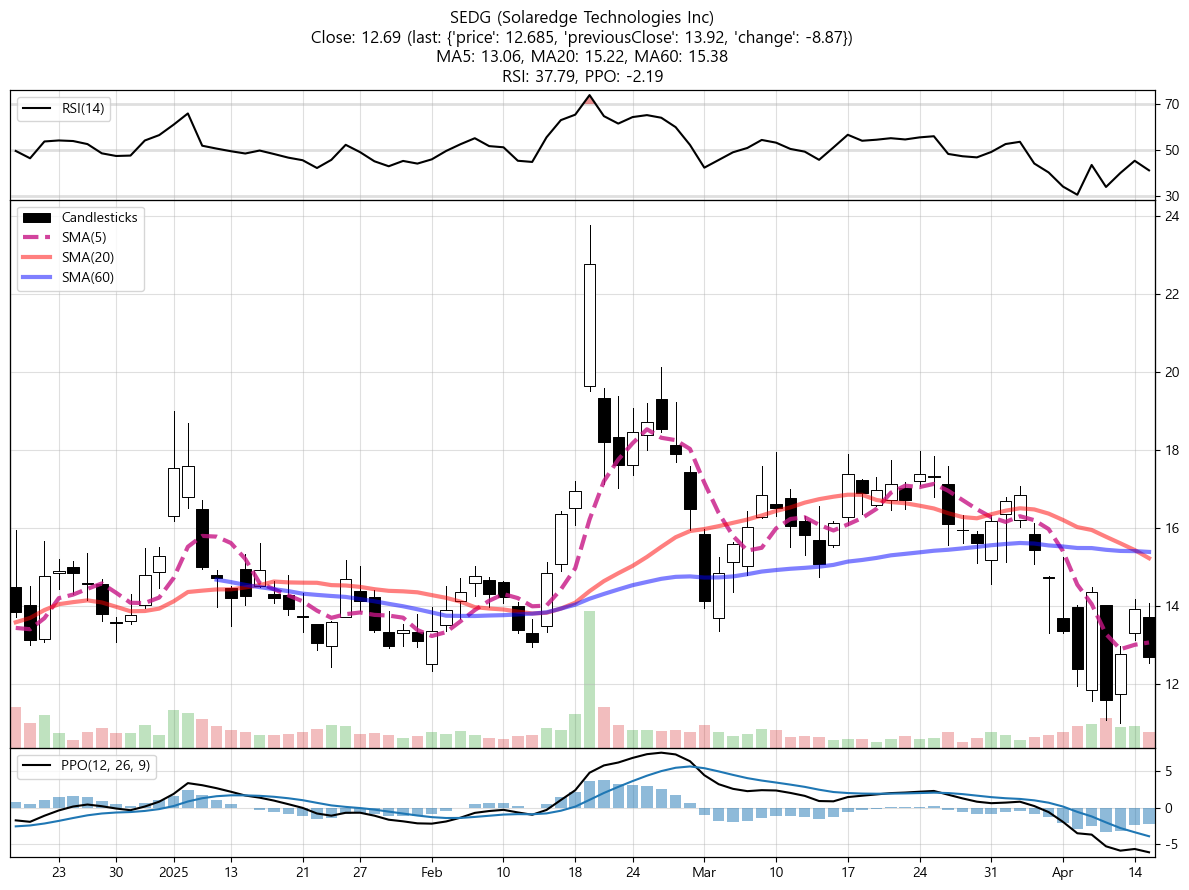 SEDG (Solaredge Technologies Inc)
Close: 12.69 (last: {'price': 12.685, 'previousClose': 13.92, 'change': -8.87})
MA5: 13.06, MA20: 15.22, MA60: 15.38
RSI: 37.79, PPO: -2.19
RSI(14)
70
50
30
Candlesticks
SMA(5)
SMA(20)
SMA(60)
24
22
20
18
16
14
12
PPO(12, 26, 9)
5
0
-5
23 30 2025 13 21 27 Feb 10 18 24 Mar 10 17 24 31 Apr 14